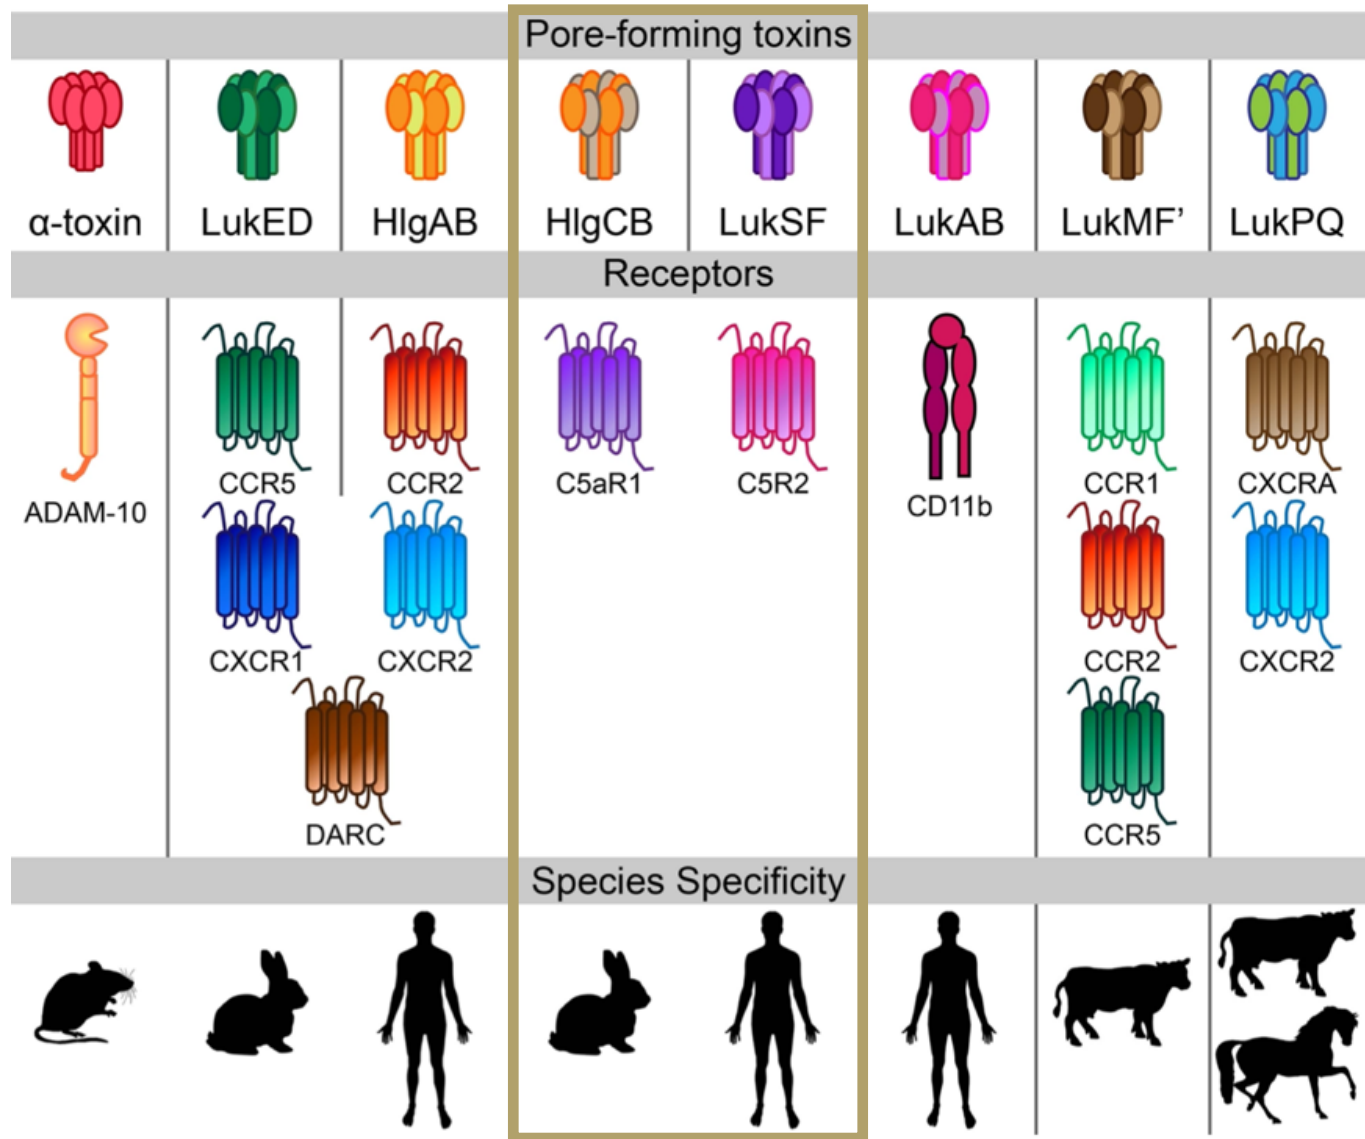 Pore-forming toxins
α-toxin LukED HlgAB HlgCB LukSF LukAB LukMF’ LukPQ
Receptors
CCR5 CCR2 C5aR1 C5R2 CCR1 CXCRA
ADAM-10 CD11b
CXCR1 CXCR2 CCR2 CXCR2
DARC CCR5
Species Specificity